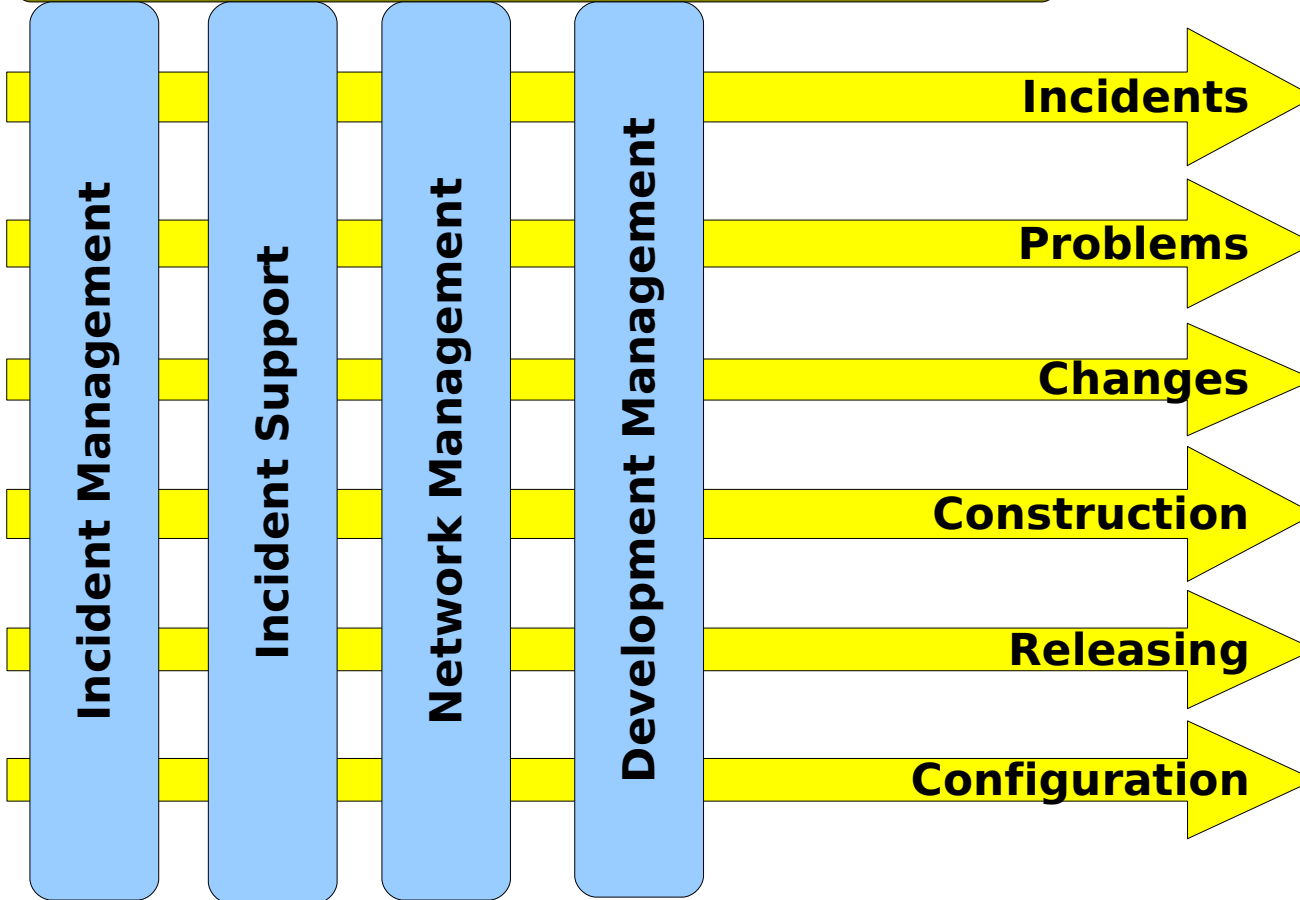 Incident Management
Incident Support
Network Management
Development Management
Incidents
Problems
Changes
Construction
Releasing
Configuration